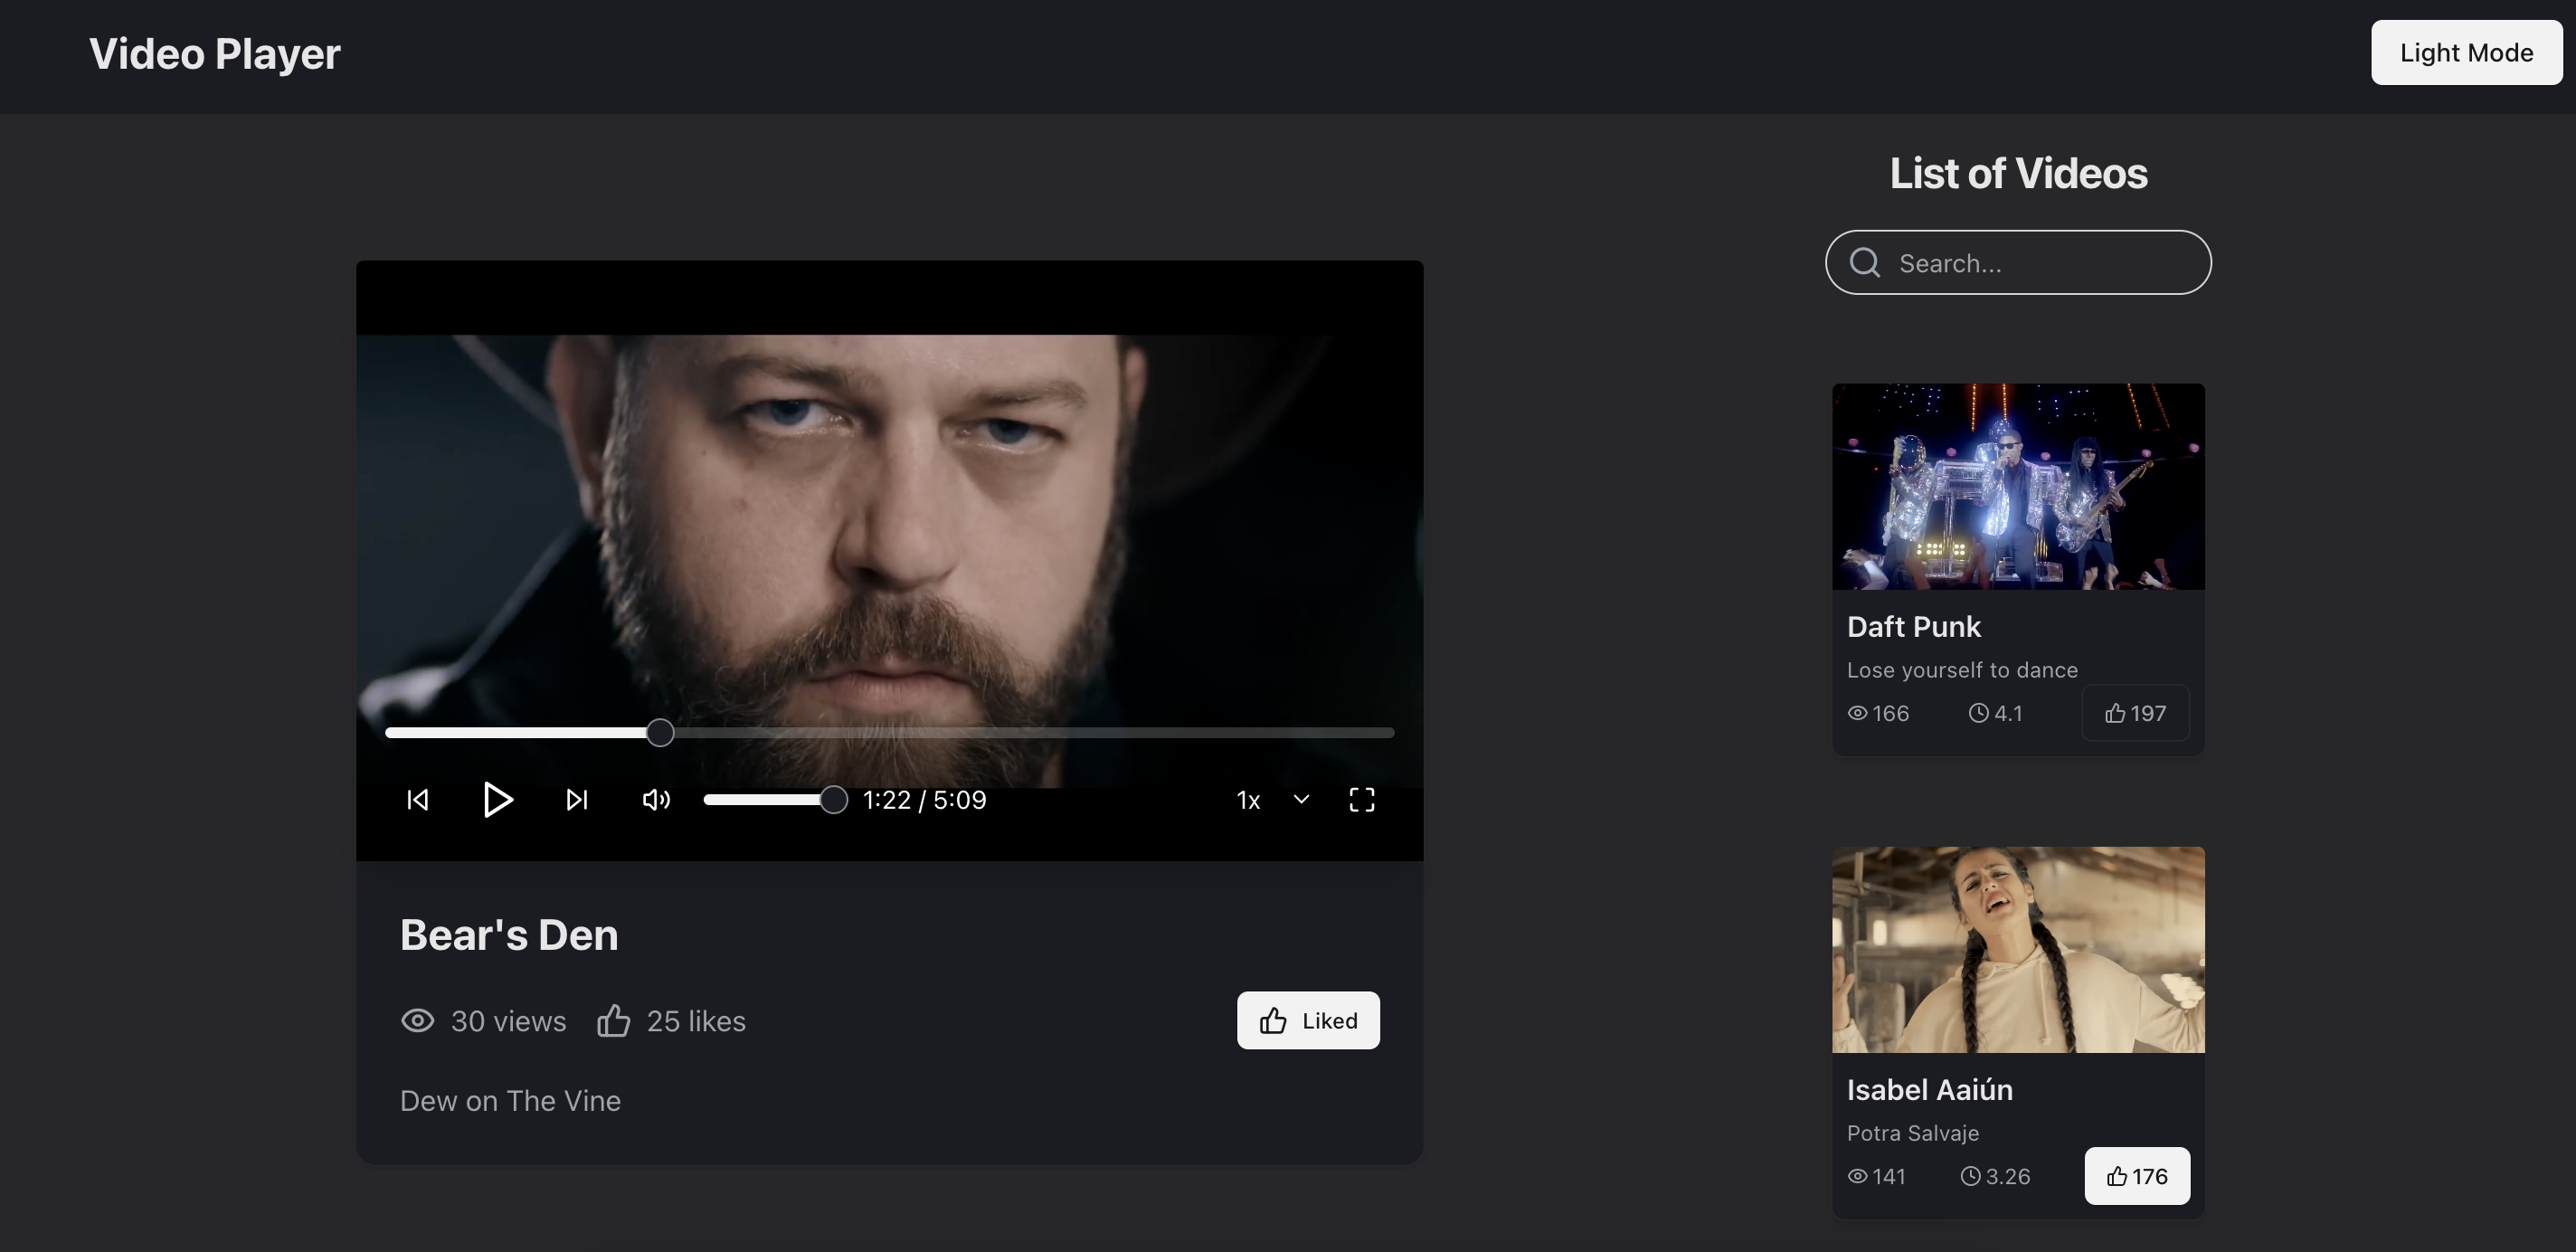 Video Player
Light Mode
List of Videos
Search...
1:22 / 5:09
1x
Bear's Den
30 views
25 likes
Liked
Dew on The Vine
Daft Punk
Lose yourself to dance
166
4.1
197
Isabel Aaiún
Potra Salvaje
141
3.26
176